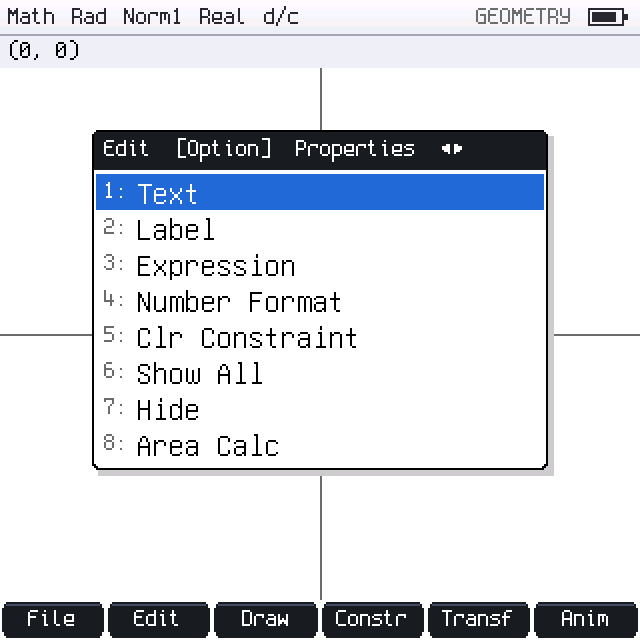 Math Rad Norm1 Real d/c GEOMETRY
(0, 0)
Edit [Option] Properties
1: Text
2: Label
3: Expression
4: Number Format
5: Clr Constraint
6: Show All
7: Hide
8: Area Calc
File Edit Draw Constr Transf Anim